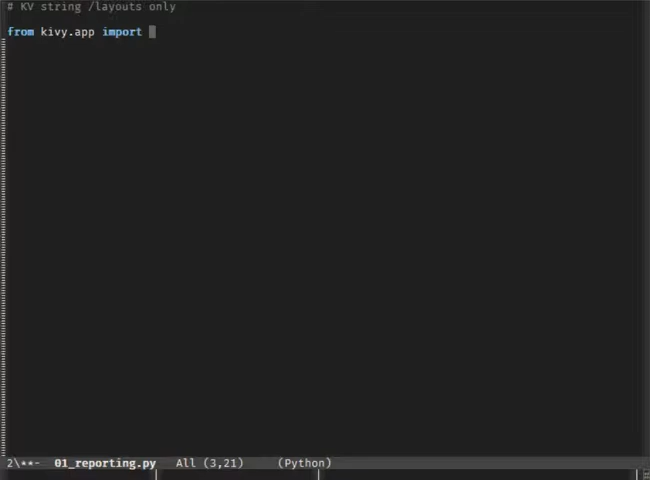 # KV string /layouts only
from kivy.app import
2\**-  01_reporting.py   All (3,21)     (Python)